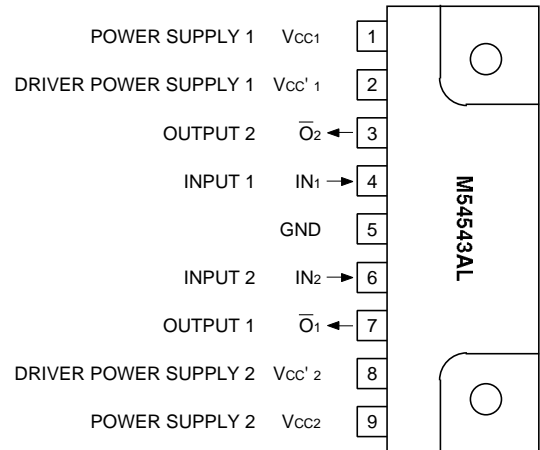 POWER SUPPLY 1 Vcc1 1
DRIVER POWER SUPPLY 1 Vcc' 1 2
OUTPUT 2 O̅2 3
INPUT 1 IN1 4
GND 5
INPUT 2 IN2 6
OUTPUT 1 O̅1 7
DRIVER POWER SUPPLY 2 Vcc' 2 8
POWER SUPPLY 2 Vcc2 9
M54543AL